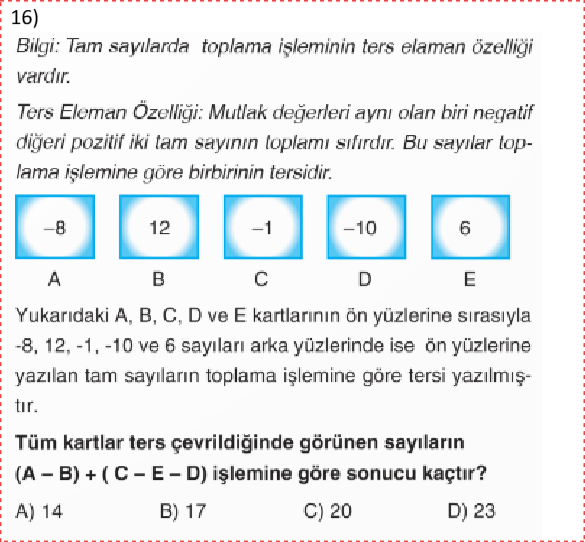 16)
Bilgi: Tam sayılarda toplama işleminin ters elaman özelliği
vardır.
Ters Eleman Özelliği: Mutlak değerleri aynı olan biri negatif
diğeri pozitif iki tam sayının toplamı sıfırdır. Bu sayılar top-
lama işlemine göre birbirinin tersidir.
–8 12 –1 –10 6
A B C D E
Yukarıdaki A, B, C, D ve E kartlarının ön yüzlerine sırasıyla
-8, 12, -1, -10 ve 6 sayıları arka yüzlerinde ise ön yüzlerine
yazılan tam sayıların toplama işlemine göre tersi yazılmış-
tır.
Tüm kartlar ters çevrildiğinde görünen sayıların
(A – B) + ( C – E – D) işlemine göre sonucu kaçtır?
A) 14 B) 17 C) 20 D) 23